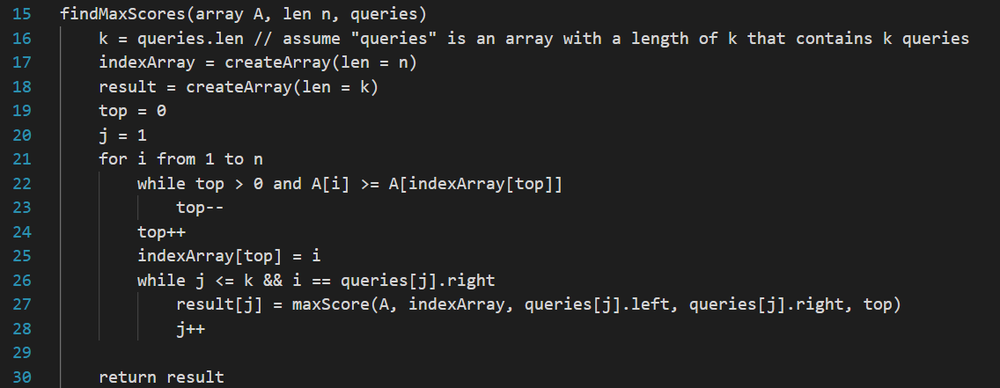 15 findMaxScores(array A, len n, queries)
16 k = queries.len // assume "queries" is an array with a length of k that contains k queries
17 indexArray = createArray(len = n)
18 result = createArray(len = k)
19 top = 0
20 j = 1
21 for i from 1 to n
22 while top > 0 and A[i] >= A[indexArray[top]]
23 top--
24 top++
25 indexArray[top] = i
26 while j <= k && i == queries[j].right
27 result[j] = maxScore(A, indexArray, queries[j].left, queries[j].right, top)
28 j++
29
30 return result